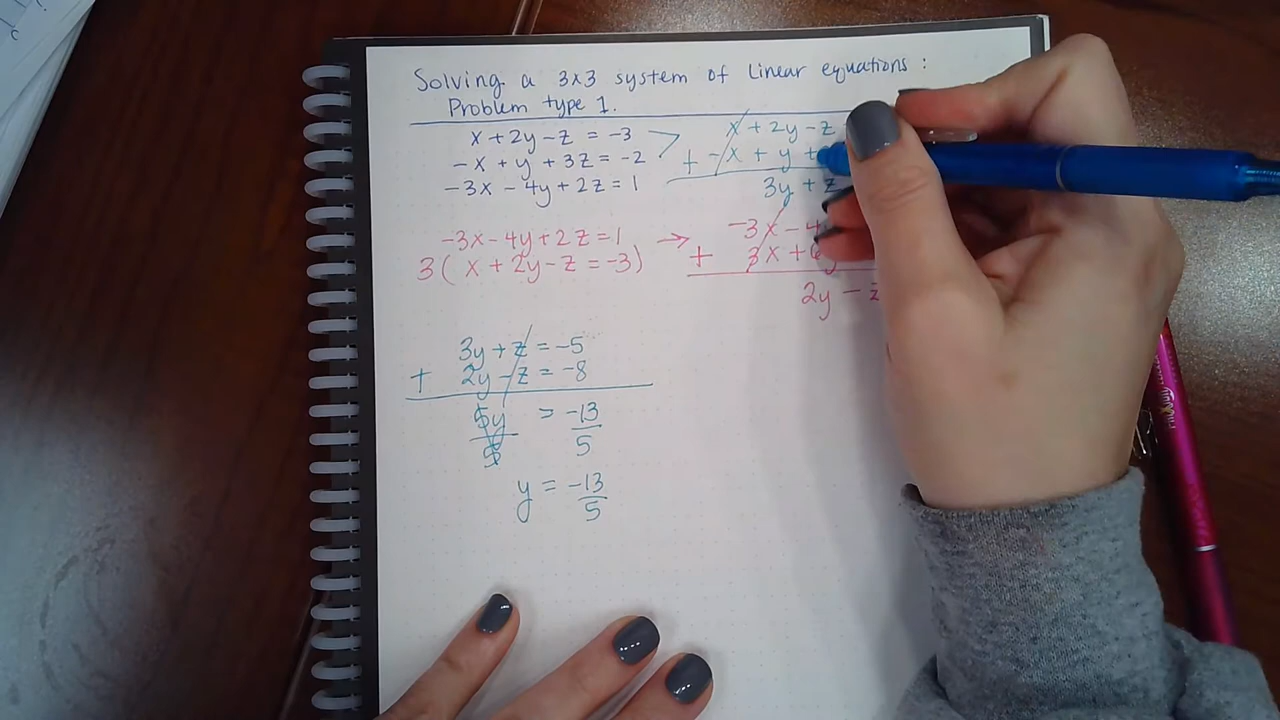 Solving a 3x3 system of linear equations :
Problem type 1.
x + 2y - z = -3
-x + y + 3z = -2
-3x - 4y + 2z = 1
x + 2y - z
+ -x + y +
3y + z
-3x - 4y + 2z = 1
3( x + 2y - z = -3)
→ -3x - 4
+ 3x + 6y
2y - z
3y + z = -5
+ 2y - z = -8
5y = -13
5 5
y = -13
5